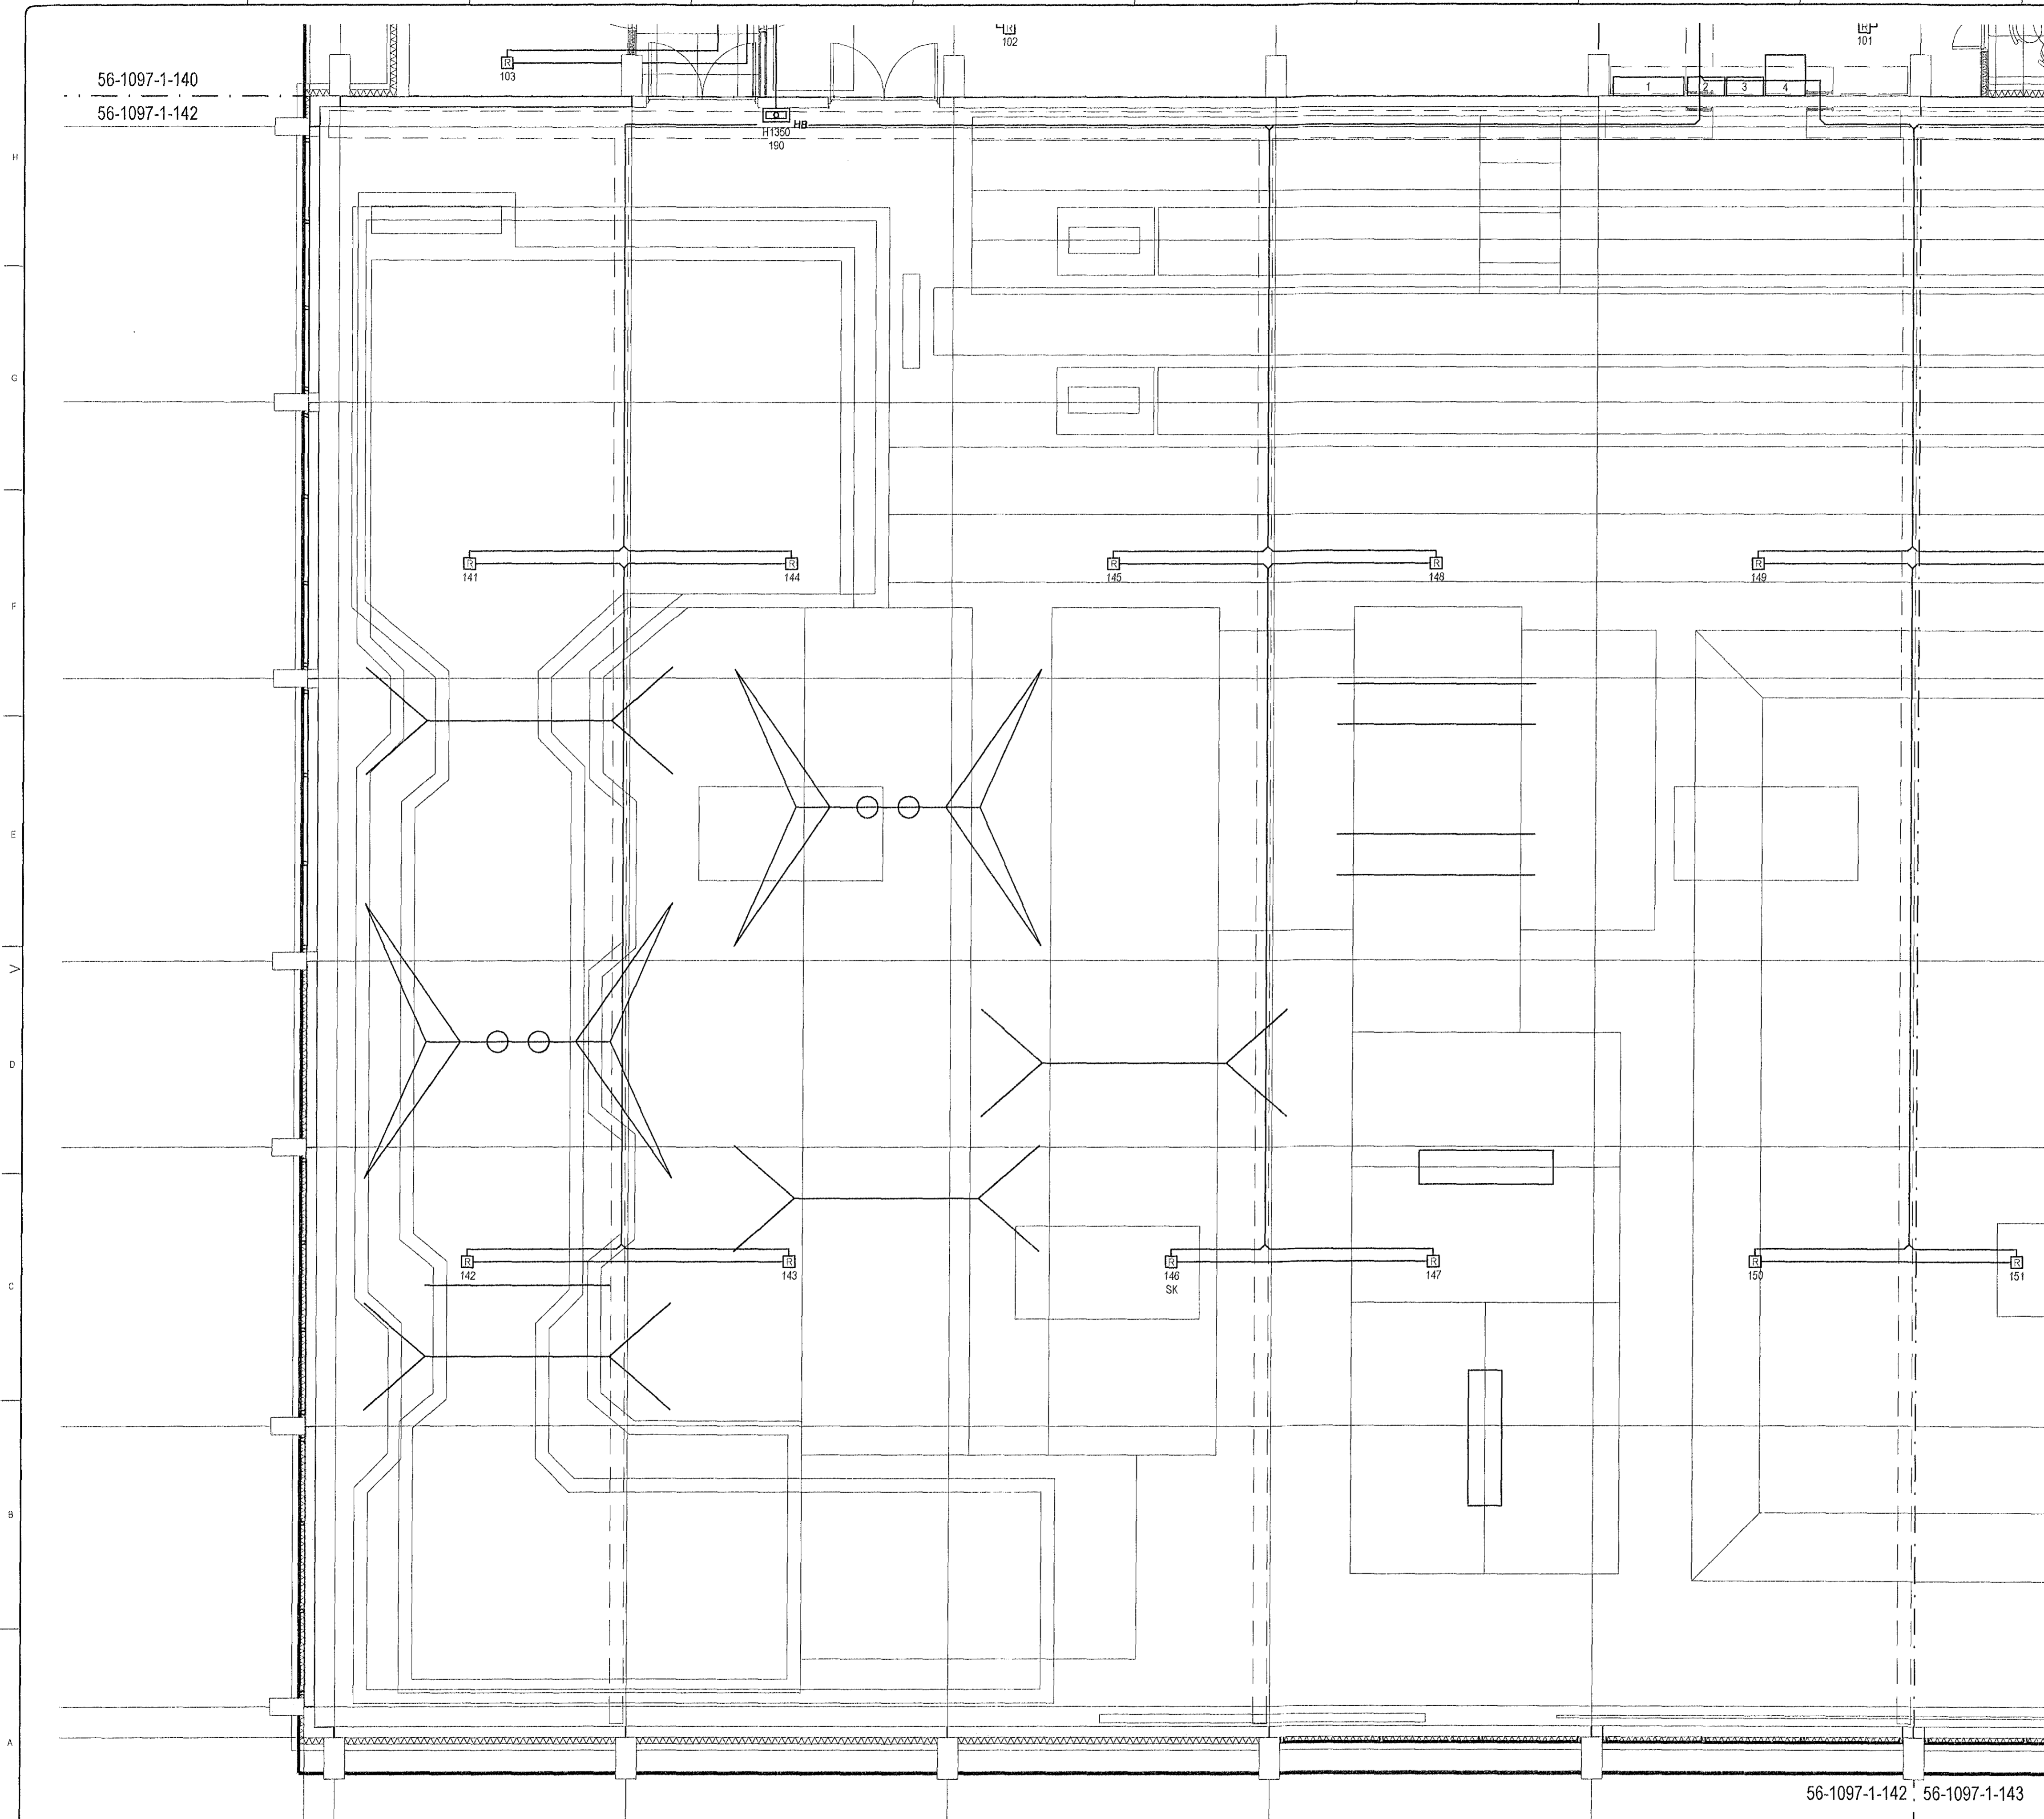 R
102
R
101
R
103
56-1097-1-140
56-1097-1-142
1 2 3 4
HB
H1350
190
H
G
R R R R R
141 144 145 148 149
F
E
D
R R R R R R
142 143 146 147 150 151
SK
C
B
A
56-1097-1-142 56-1097-1-143